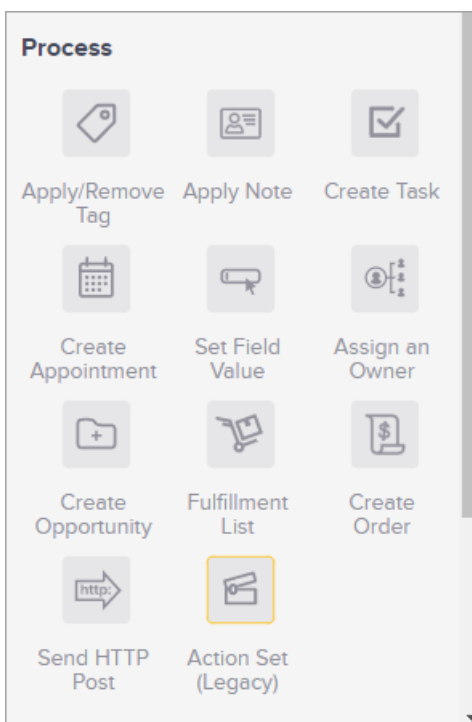 Process
Apply/Remove Tag
Apply Note
Create Task
Create Appointment
Set Field Value
Assign an Owner
Create Opportunity
Fulfillment List
$
Create Order
http:
Send HTTP Post
Action Set (Legacy)